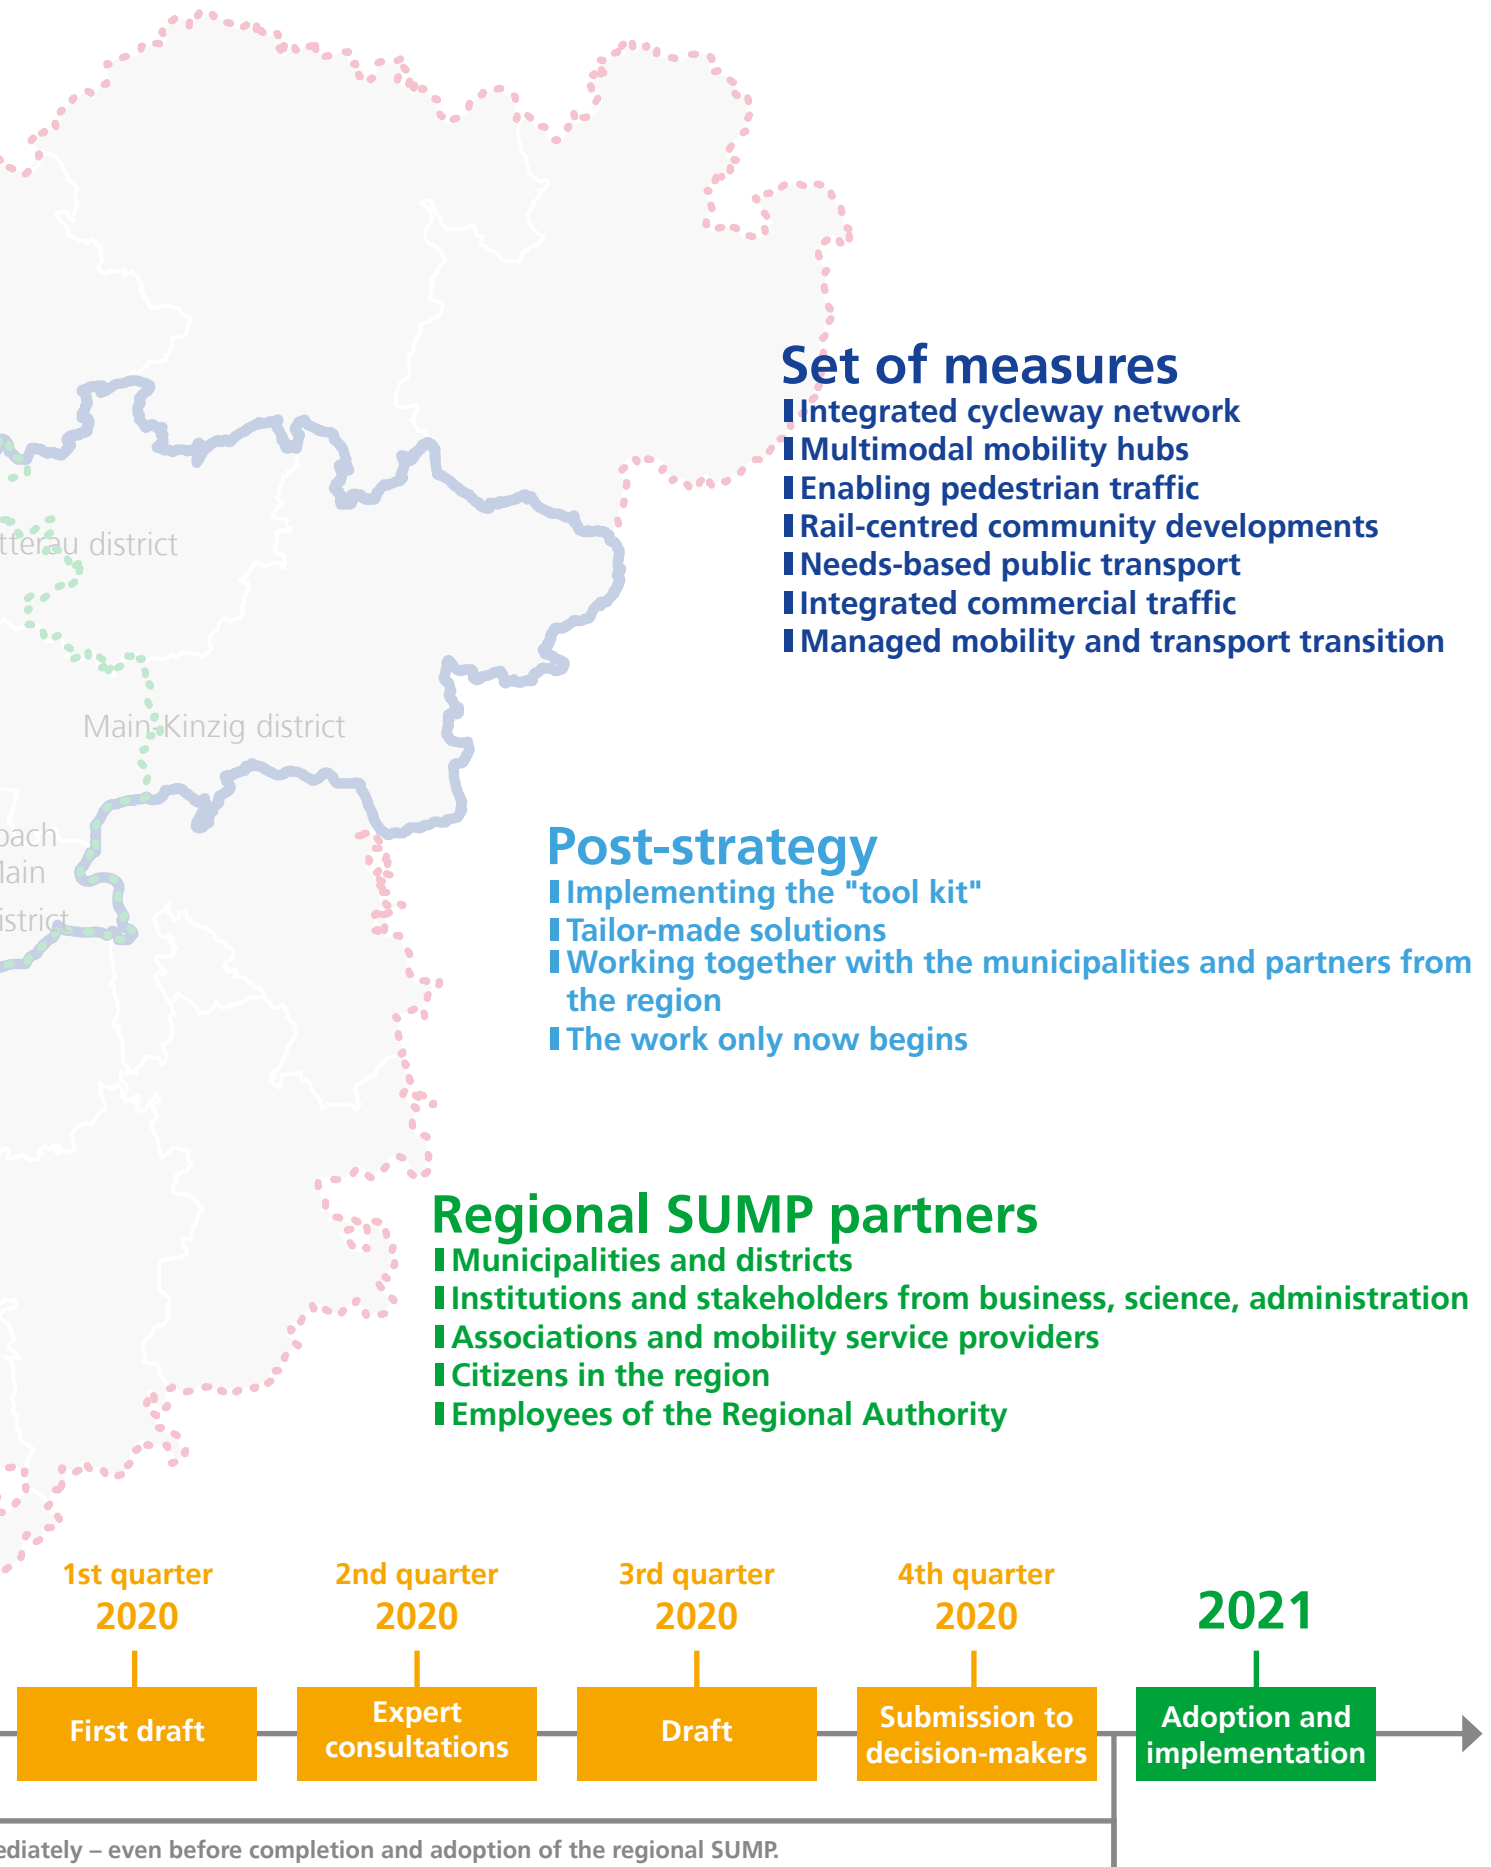 Set of measures
Integrated cycleway network
Multimodal mobility hubs
Enabling pedestrian traffic
Rail-centred community developments
Needs-based public transport
Integrated commercial traffic
Managed mobility and transport transition
district
Main-Kinzig district
Post-strategy
Implementing the "tool kit"
Tailor-made solutions
Working together with the municipalities and partners from
the region
The work only now begins
Regional SUMP partners
Municipalities and districts
Institutions and stakeholders from business, science, administration
Associations and mobility service providers
Citizens in the region
Employees of the Regional Authority
1st quarter
2020
First draft
2nd quarter
2020
Expert
consultations
3rd quarter
2020
Draft
4th quarter
2020
Submission to
decision-makers
2021
Adoption and
implementation
– even before completion and adoption of the regional SUMP.